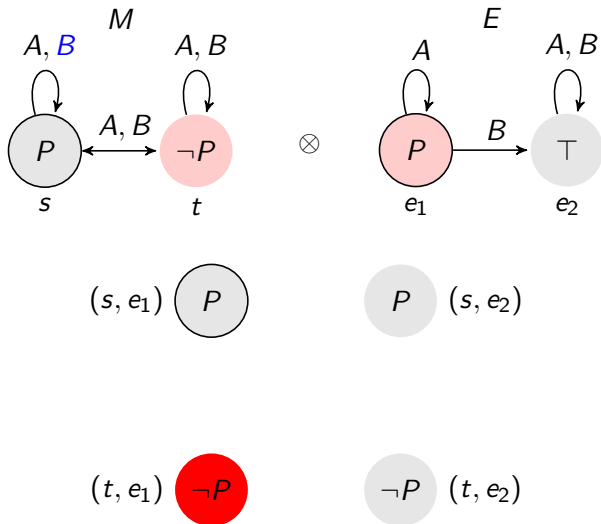 M E
A, B A, B A A, B
P A, B ¬P ⊗ P B ⊤
s t e₁ e₂
(s, e₁) P P (s, e₂)
(t, e₁) ¬P ¬P (t, e₂)